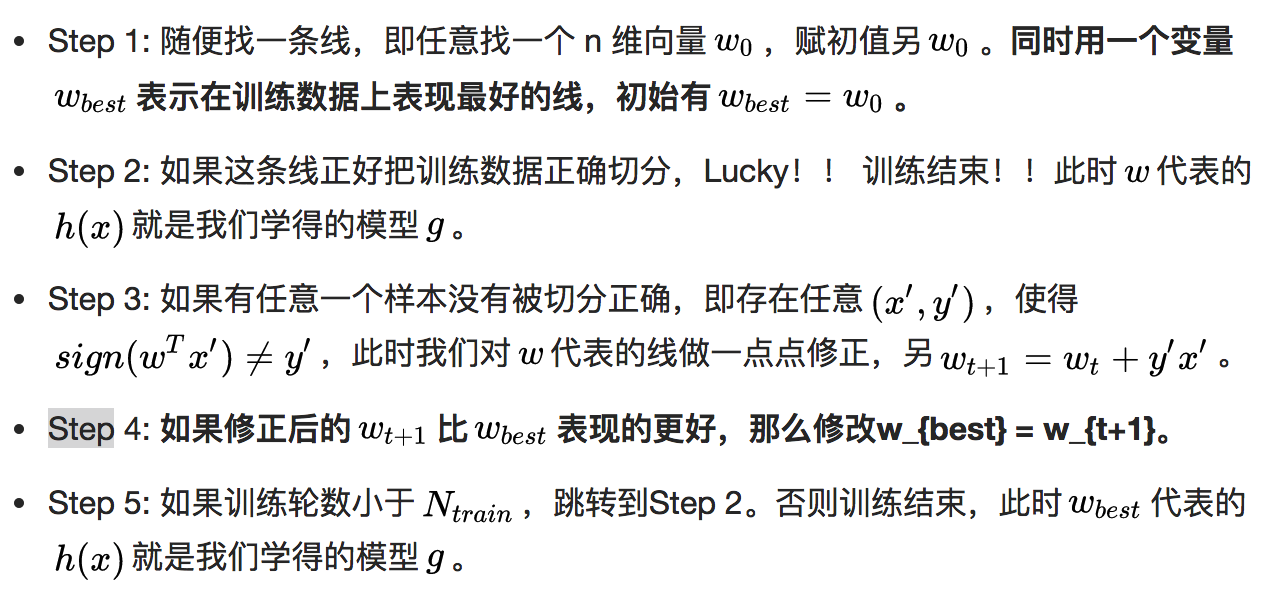 • Step 1: 随便找一条线，即任意找一个 n 维向量 w₀ ，赋初值另 w₀ 。同时用一个变量
w_{best} 表示在训练数据上表现最好的线，初始有 w_{best} = w₀ 。
• Step 2: 如果这条线正好把训练数据正确切分，Lucky！！ 训练结束！！此时 w 代表的
h(x) 就是我们学得的模型 g 。
• Step 3: 如果有任意一个样本没有被切分正确，即存在任意 (x′, y′) ，使得
sign(w^T x′) ≠ y′ ，此时我们对 w 代表的线做一点点修正，另 w_{t+1} = w_t + y′x′ 。
• Step 4: 如果修正后的 w_{t+1} 比 w_{best} 表现的更好，那么修改w_{best} = w_{t+1}。
• Step 5: 如果训练轮数小于 N_{train} ，跳转到Step 2。否则训练结束，此时 w_{best} 代表的
h(x) 就是我们学得的模型 g 。